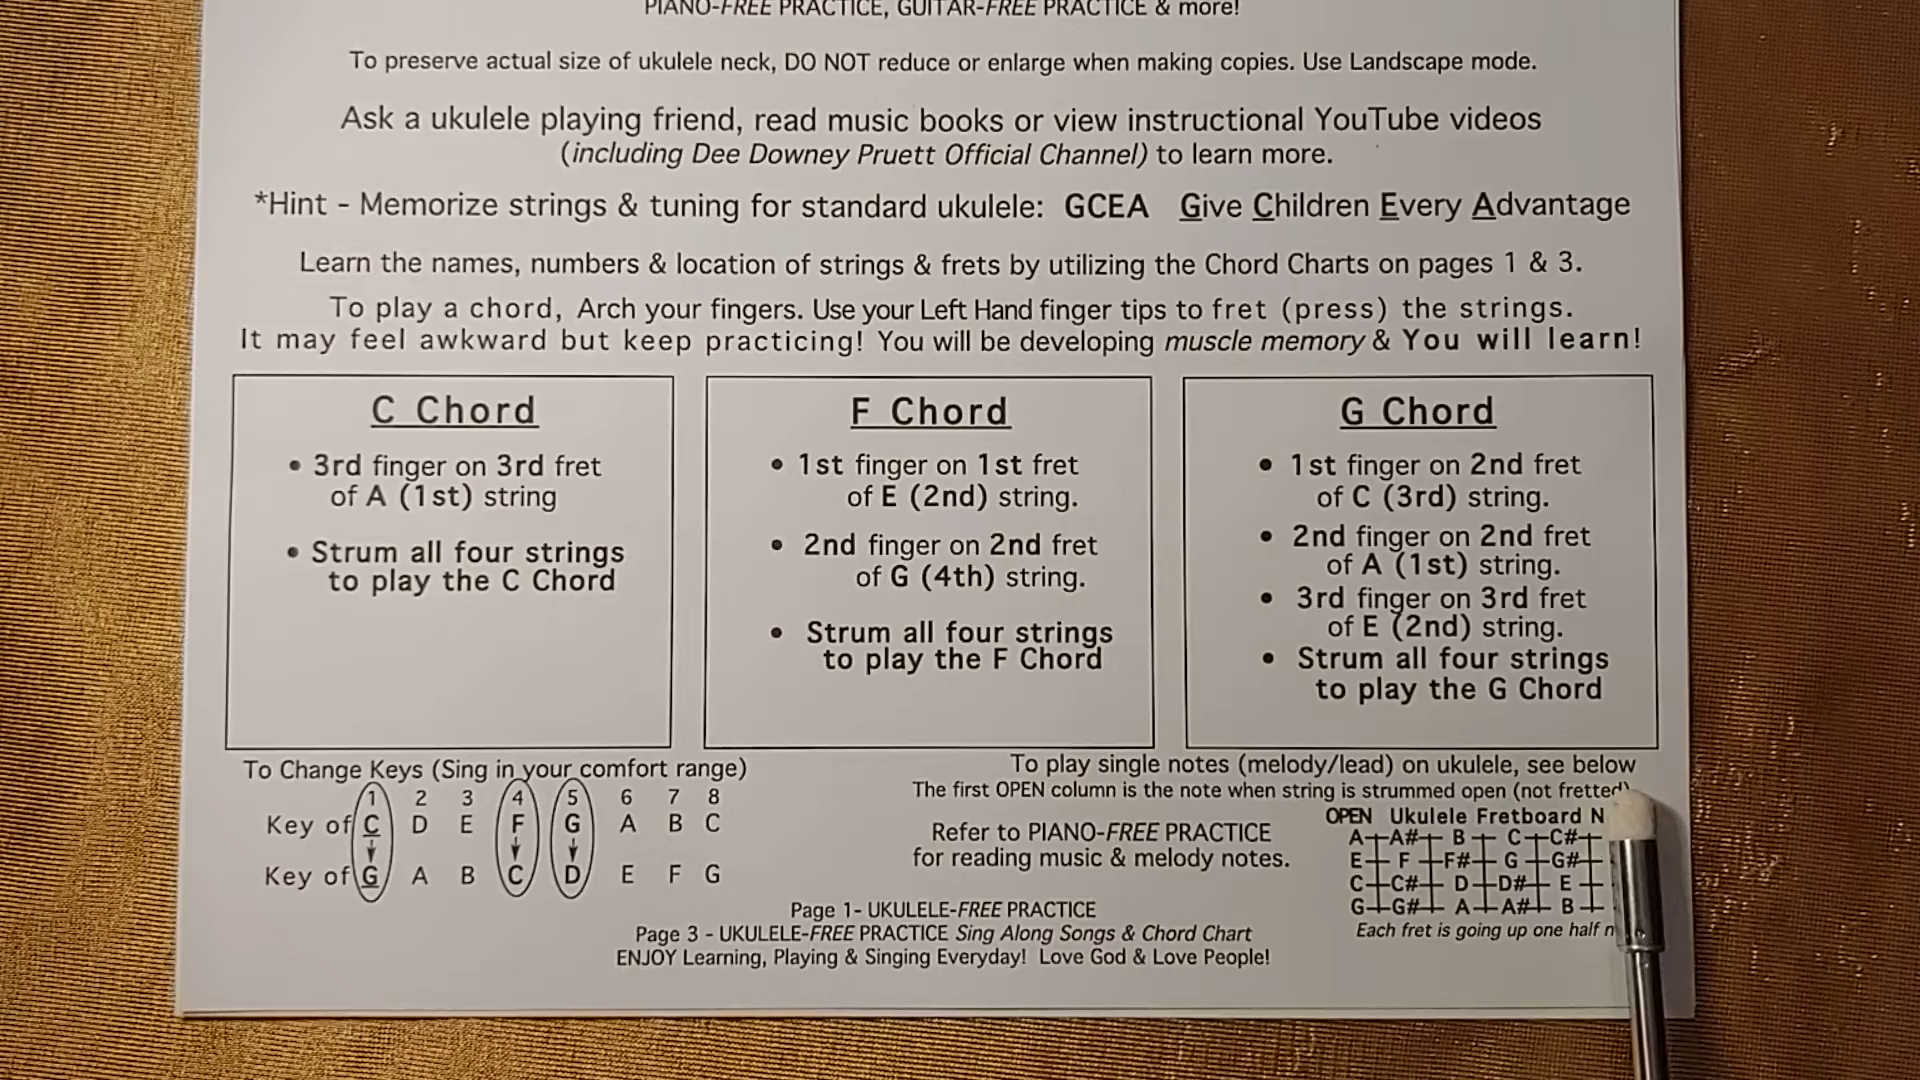 PIANO-FREE PRACTICE, GUITAR-FREE PRACTICE & more!
To preserve actual size of ukulele neck, DO NOT reduce or enlarge when making copies. Use Landscape mode.
Ask a ukulele playing friend, read music books or view instructional YouTube videos
(including Dee Downey Pruett Official Channel) to learn more.
*Hint - Memorize strings & tuning for standard ukulele: GCEA Give Children Every Advantage
Learn the names, numbers & location of strings & frets by utilizing the Chord Charts on pages 1 & 3.
To play a chord, Arch your fingers. Use your Left Hand finger tips to fret (press) the strings.
It may feel awkward but keep practicing! You will be developing muscle memory & You will learn!
C Chord
• 3rd finger on 3rd fret
of A (1st) string
• Strum all four strings
to play the C Chord
F Chord
• 1st finger on 1st fret
of E (2nd) string.
• 2nd finger on 2nd fret
of G (4th) string.
• Strum all four strings
to play the F Chord
G Chord
• 1st finger on 2nd fret
of C (3rd) string.
• 2nd finger on 2nd fret
of A (1st) string.
• 3rd finger on 3rd fret
of E (2nd) string.
• Strum all four strings
to play the G Chord
To Change Keys (Sing in your comfort range)
1 2 3 4 5 6 7 8
Key of C D E F G A B C
Key of G A B C D E F G
To play single notes (melody/lead) on ukulele, see below
The first OPEN column is the note when string is strummed open (not fretted)
Refer to PIANO-FREE PRACTICE
for reading music & melody notes.
OPEN Ukulele Fretboard N
A A# B C C#
E F F# G G#
C C# D D# E
G G# A A# B
Each fret is going up one half
Page 1- UKULELE-FREE PRACTICE
Page 3 - UKULELE-FREE PRACTICE Sing Along Songs & Chord Chart
ENJOY Learning, Playing & Singing Everyday! Love God & Love People!